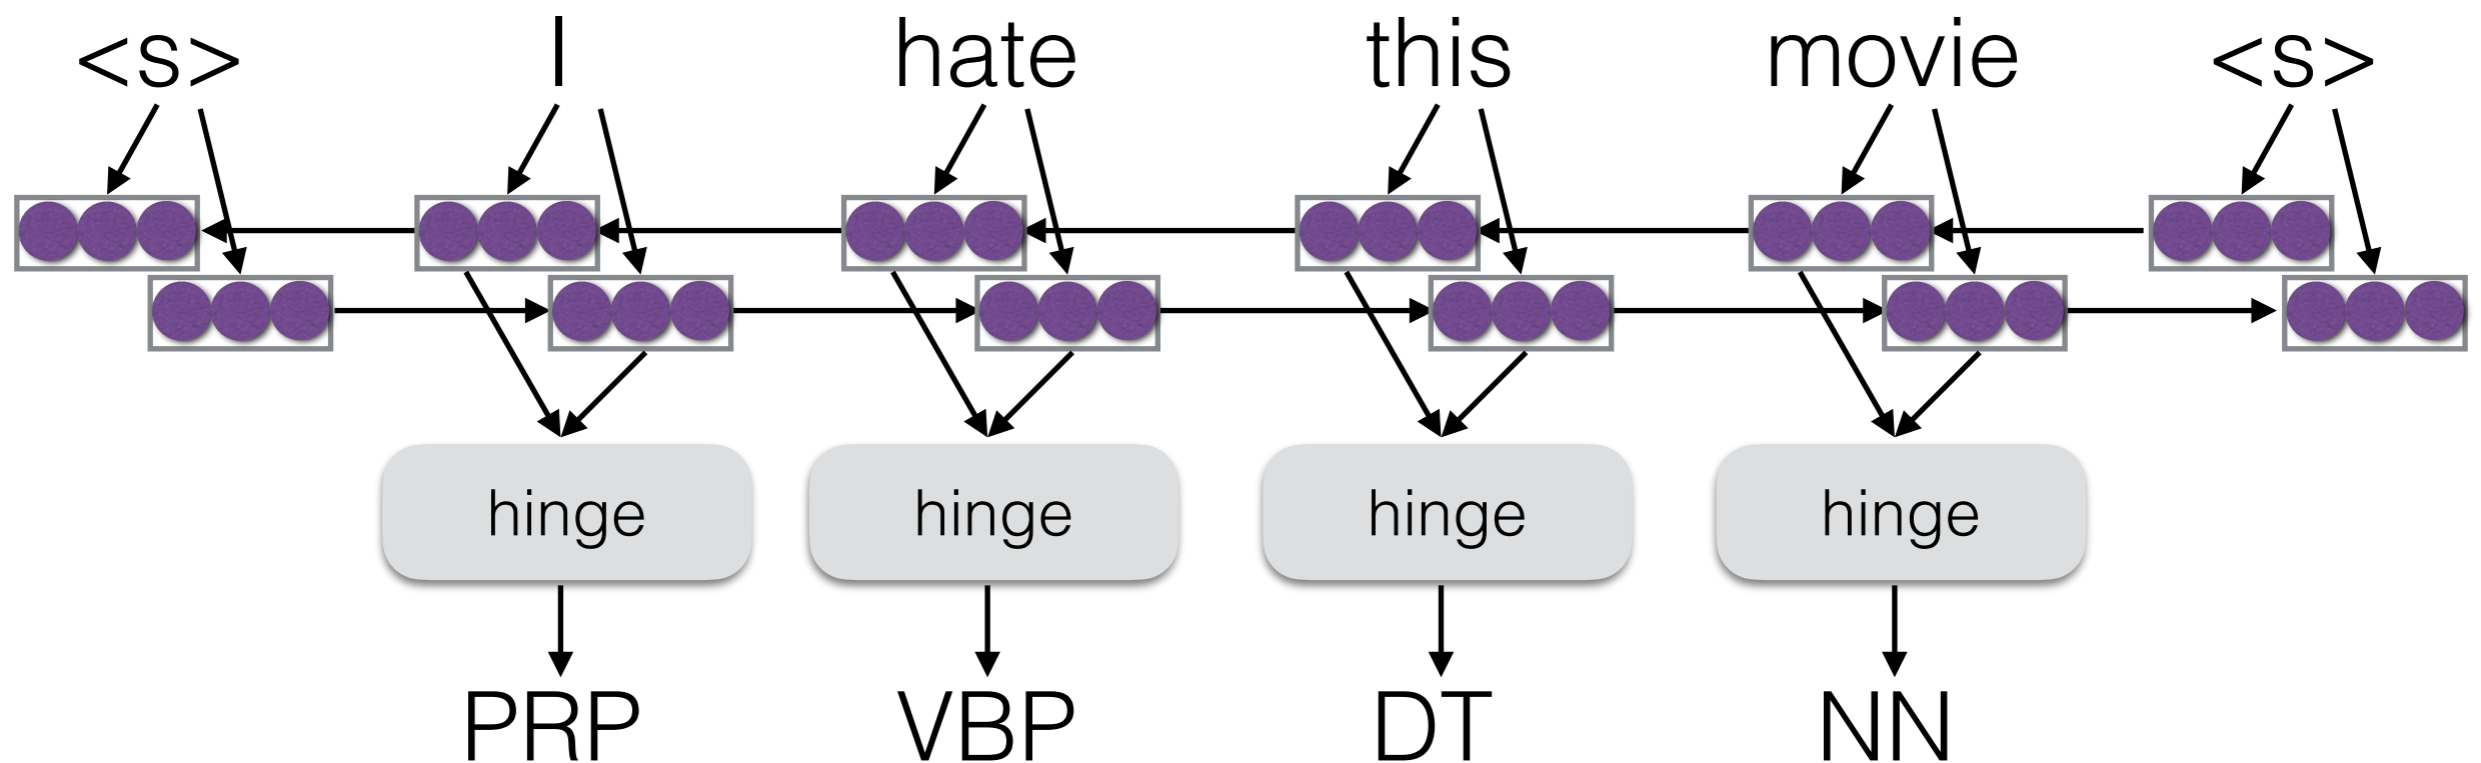 <s> I hate this movie <s>
hinge hinge hinge hinge
PRP VBP DT NN